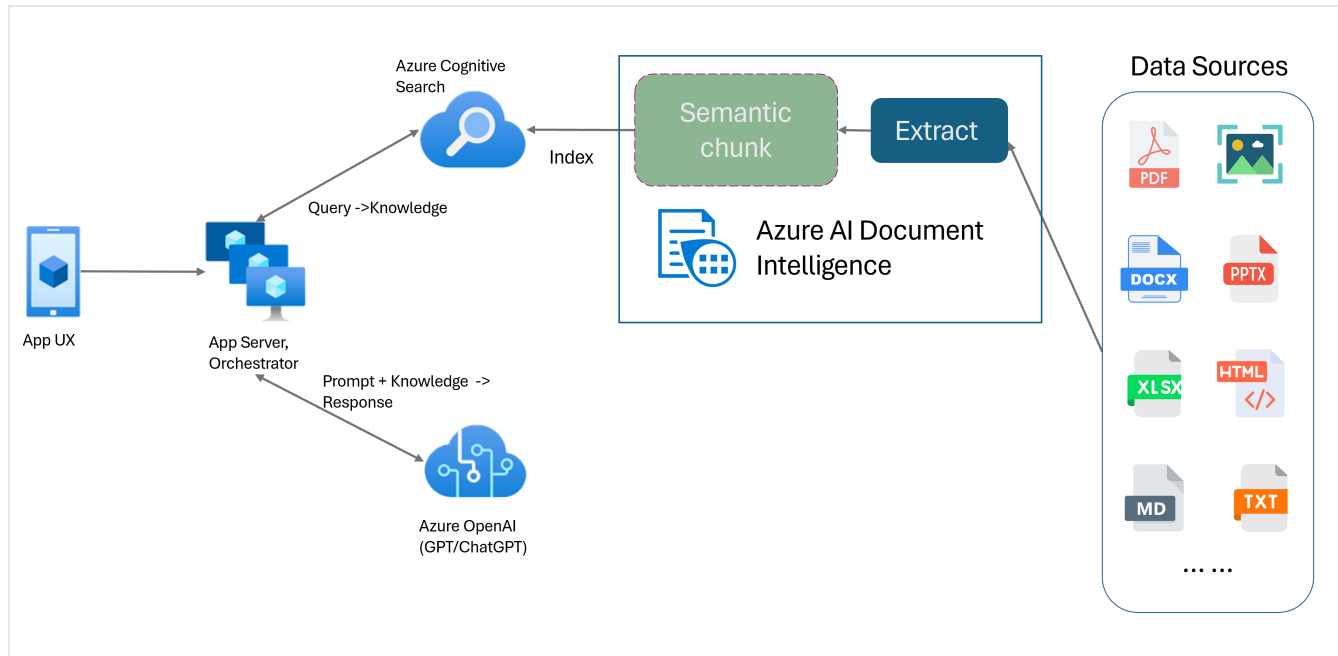 Azure Cognitive
Search
Semantic
chunk
Extract
Index
Query ->Knowledge
Azure AI Document
Intelligence
App UX
App Server,
Orchestrator
Prompt + Knowledge ->
Response
Azure OpenAI
(GPT/ChatGPT)
Data Sources
PDF
DOCX
PPTX
XLSX
HTML
</>
MD
TXT
... ...